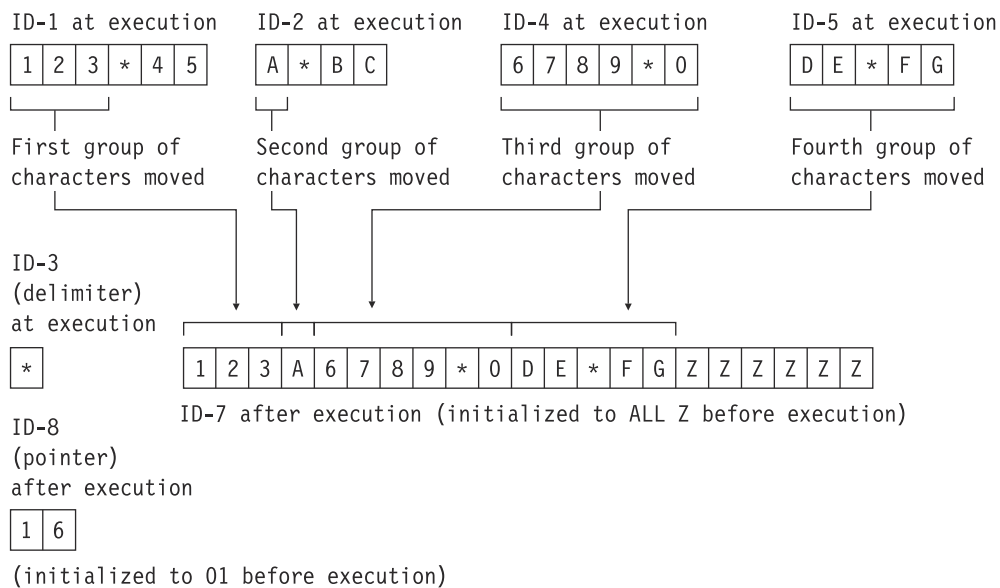 ID-1 at execution ID-2 at execution ID-4 at execution ID-5 at execution
1 2 3 * 4 5 A * B C 6 7 8 9 * 0 D E * F G
First group of Second group of Third group of Fourth group of
characters moved characters moved characters moved characters moved
ID-3
(delimiter)
at execution
* 1 2 3 A 6 7 8 9 * 0 D E * F G Z Z Z Z Z Z
ID-7 after execution (initialized to ALL Z before execution)
ID-8
(pointer)
after execution
1 6
(initialized to 01 before execution)